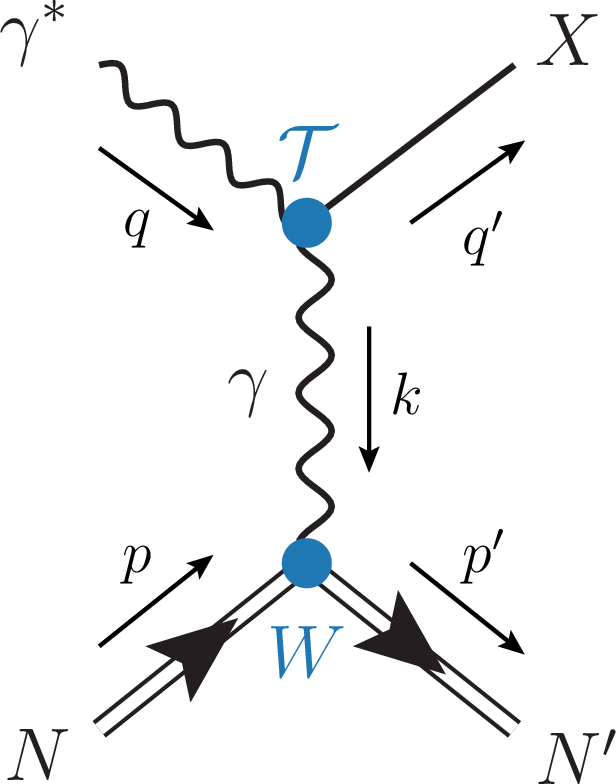 γ* X
𝒯
q q′
γ k
p p′
W
N N′